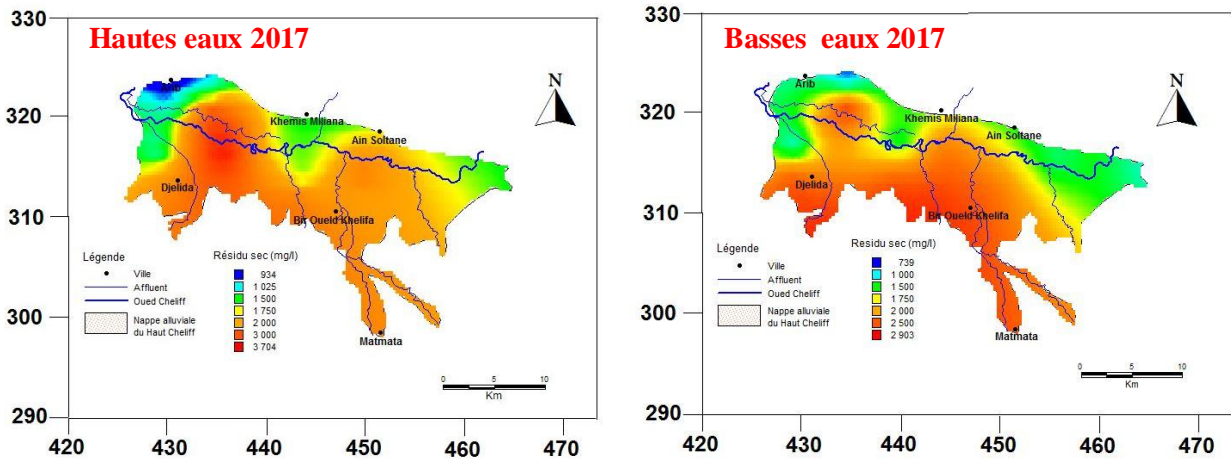 Hautes eaux 2017
330
320
310
300
290
420
430
440
450
460
470
N
Arib
Khemis Miliana
Ain Soltane
Djelida
Bir Oueld Khelifa
Matmata
Légende
Ville
Affluent
Oued Cheliff
Nappe alluviale
du Haut Cheliff
Résidu sec (mg/l)
934
1 025
1 500
1 750
2 000
3 000
3 704
0 5 10
Km
Basses eaux 2017
330
320
310
300
290
420
430
440
450
460
470
N
Arib
Khemis Miliana
Ain Soltane
Djelida
Bir Oueld Khelifa
Matmata
Légende
Ville
Affluent
Oued Cheliff
Nappe alluviale
du Haut Cheliff
Residu sec (mg/l)
739
1 000
1 500
1 750
2 000
2 500
2 903
0 5 10
Km